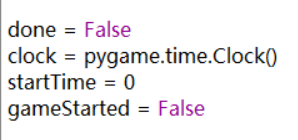 done = False
clock = pygame.time.Clock()
startTime = 0
gameStarted = False